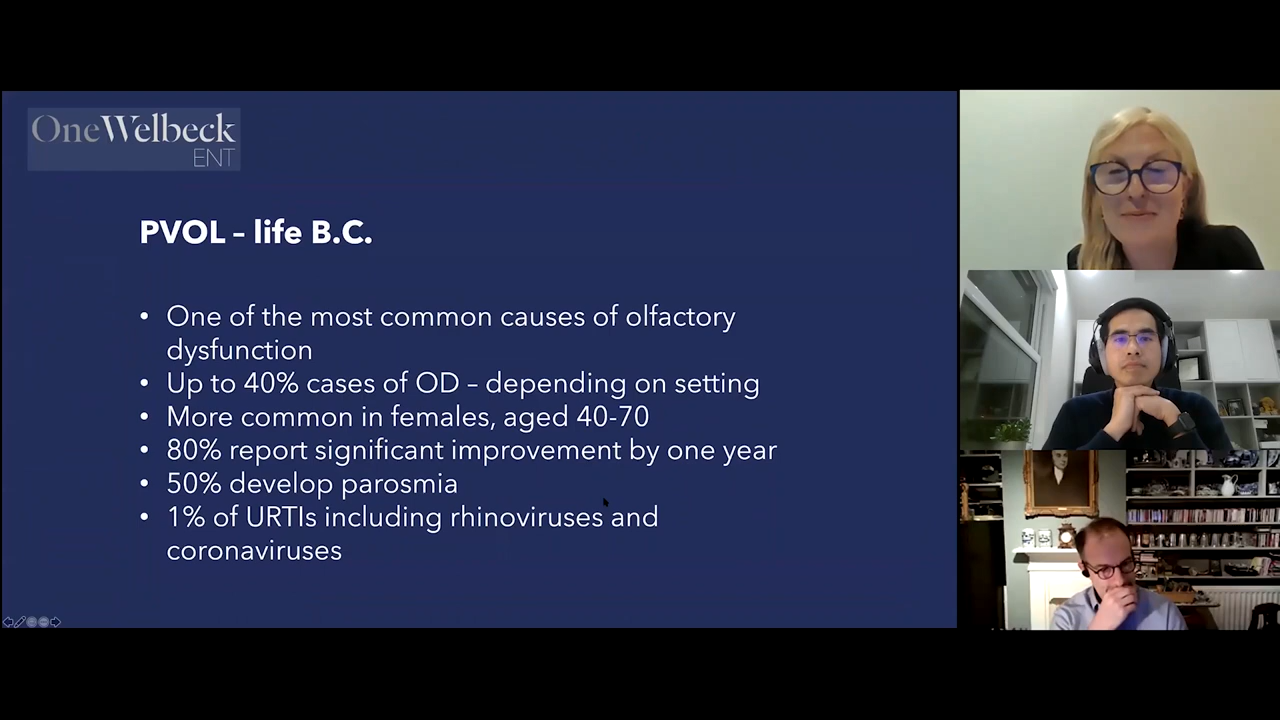 OneWelbeck
ENT
PVOL – life B.C.
• One of the most common causes of olfactory
dysfunction
• Up to 40% cases of OD – depending on setting
• More common in females, aged 40-70
• 80% report significant improvement by one year
• 50% develop parosmia
• 1% of URTIs including rhinoviruses and
coronaviruses